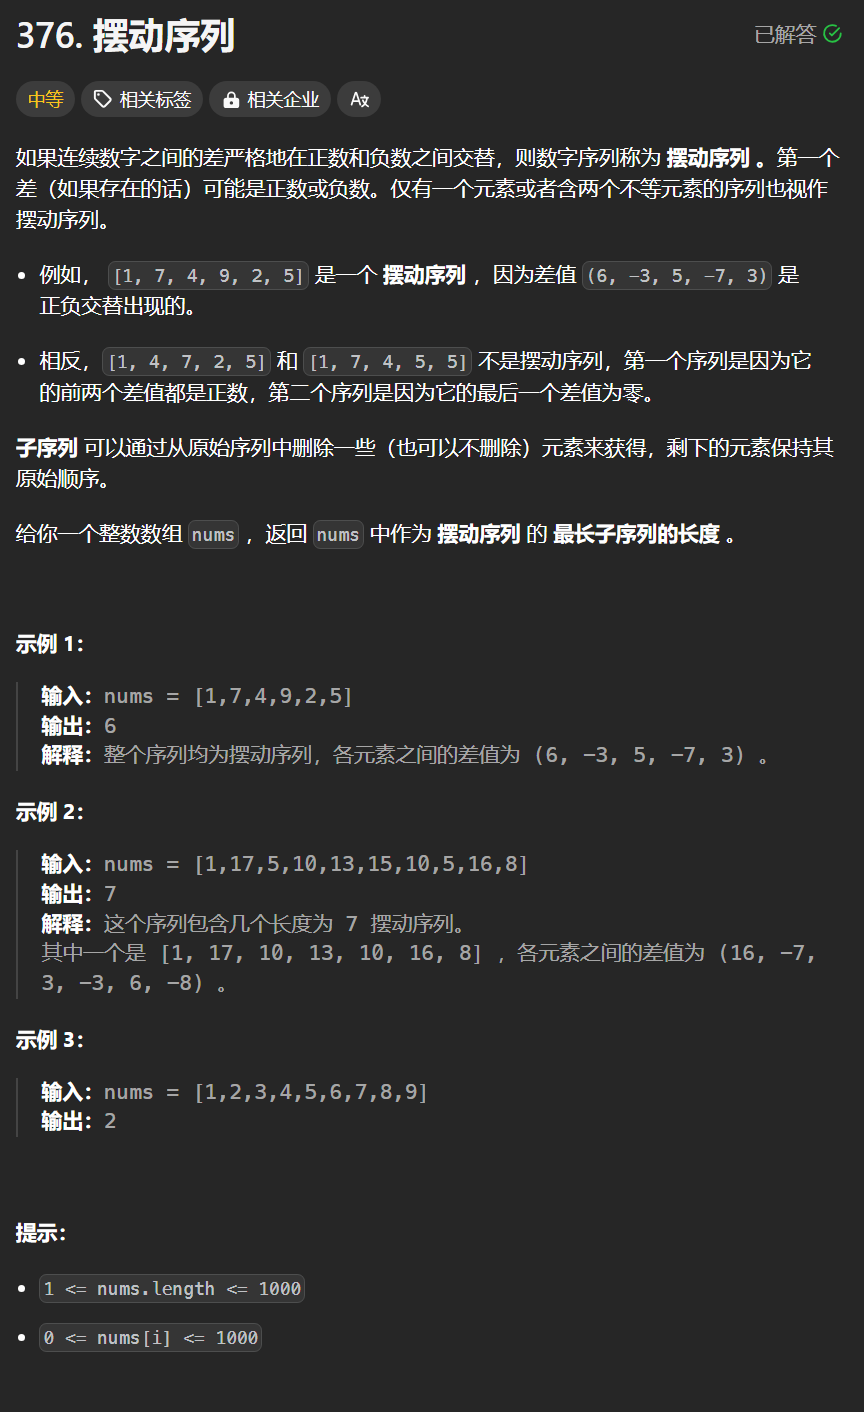 376. 摆动序列
已解答
中等 相关标签 相关企业
如果连续数字之间的差严格地在正数和负数之间交替，则数字序列称为 摆动序列 。第一个
差（如果存在的话）可能是正数或负数。仅有一个元素或者含两个不等元素的序列也视作
摆动序列。
• 例如， [1, 7, 4, 9, 2, 5] 是一个 摆动序列 ，因为差值 (6, -3, 5, -7, 3) 是
正负交替出现的。
• 相反，[1, 4, 7, 2, 5] 和 [1, 7, 4, 5, 5] 不是摆动序列，第一个序列是因为它
的前两个差值都是正数，第二个序列是因为它的最后一个差值为零。
子序列 可以通过从原始序列中删除一些（也可以不删除）元素来获得，剩下的元素保持其
原始顺序。
给你一个整数数组 nums ，返回 nums 中作为 摆动序列 的 最长子序列的长度 。
示例 1：
输入：nums = [1,7,4,9,2,5]
输出：6
解释：整个序列均为摆动序列，各元素之间的差值为 (6, -3, 5, -7, 3) 。
示例 2：
输入：nums = [1,17,5,10,13,15,10,5,16,8]
输出：7
解释：这个序列包含几个长度为 7 摆动序列。
其中一个是 [1, 17, 10, 13, 10, 16, 8] ，各元素之间的差值为 (16, -7,
3, -3, 6, -8) 。
示例 3：
输入：nums = [1,2,3,4,5,6,7,8,9]
输出：2
提示：
• 1 <= nums.length <= 1000
• 0 <= nums[i] <= 1000